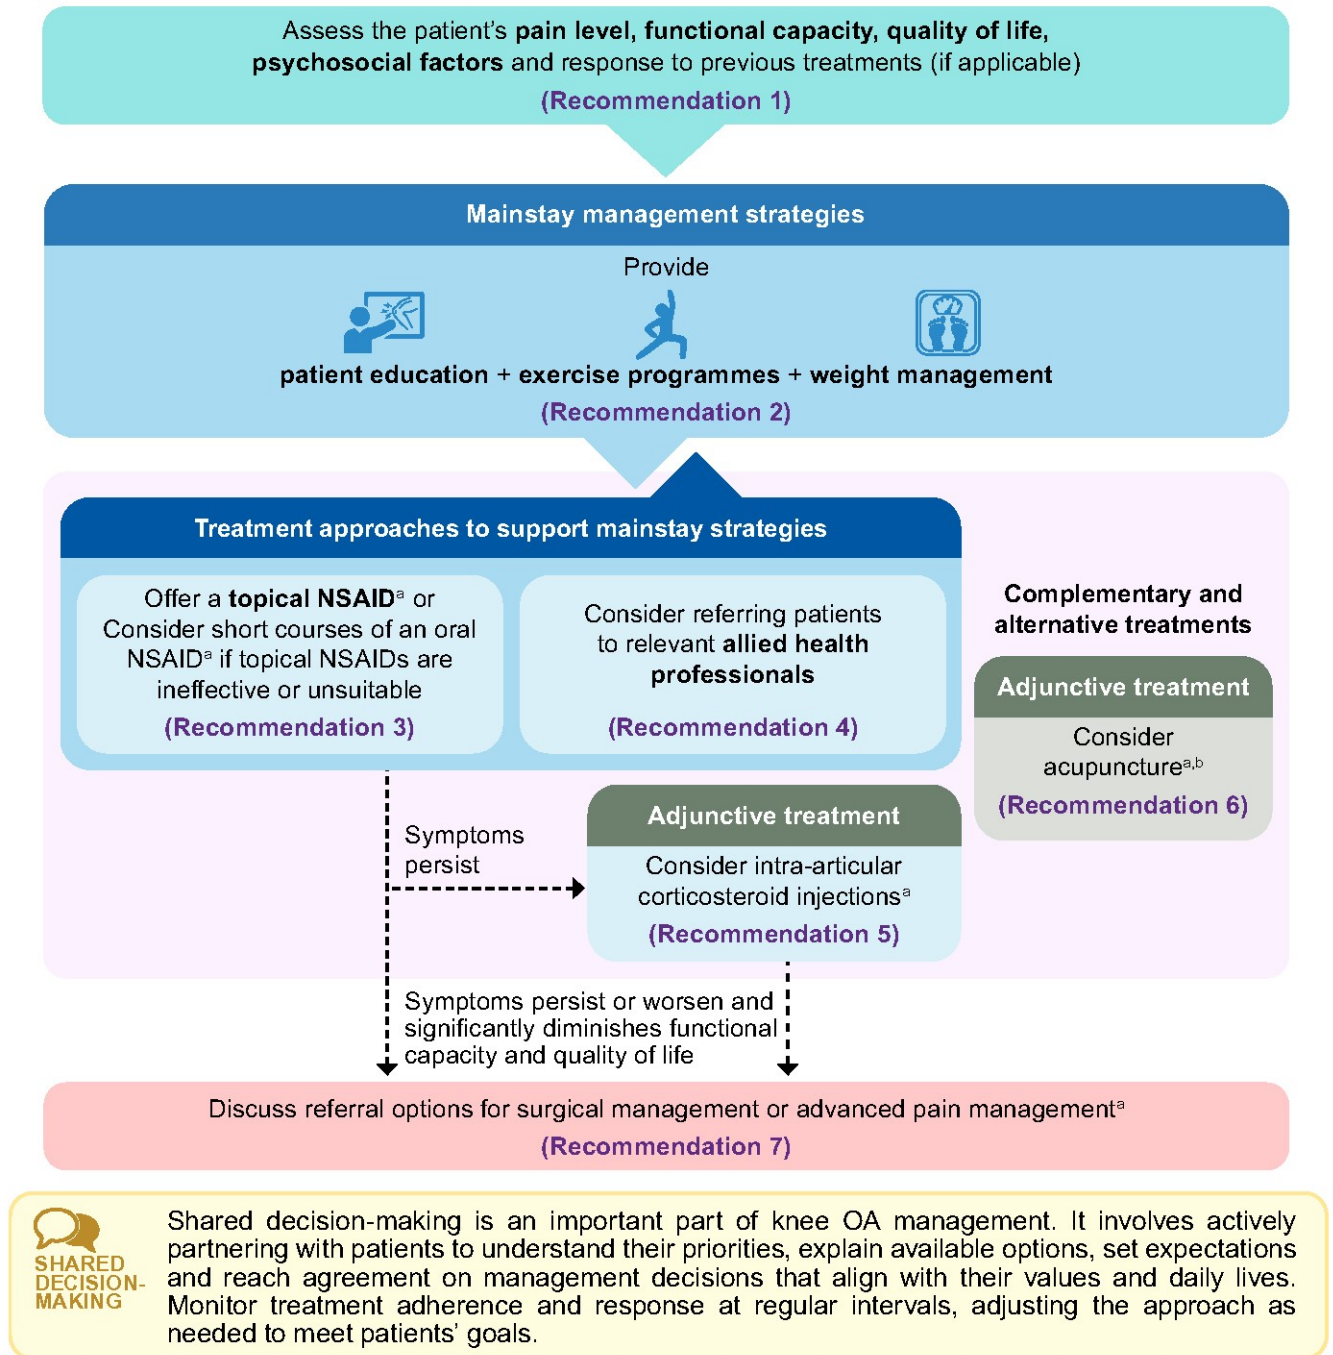 Assess the patient's pain level, functional capacity, quality of life,
psychosocial factors and response to previous treatments (if applicable)
(Recommendation 1)
Mainstay management strategies
Provide
patient education + exercise programmes + weight management
(Recommendation 2)
Treatment approaches to support mainstay strategies
Offer a topical NSAIDᵃ or
Consider short courses of an oral
NSAIDᵃ if topical NSAIDs are
ineffective or unsuitable
(Recommendation 3)
Consider referring patients
to relevant allied health
professionals
(Recommendation 4)
Complementary and
alternative treatments
Adjunctive treatment
Consider
acupunctureᵃ,ᵇ
(Recommendation 6)
Symptoms
persist
Adjunctive treatment
Consider intra-articular
corticosteroid injectionsᵃ
(Recommendation 5)
Symptoms persist or worsen and
significantly diminishes functional
capacity and quality of life
Discuss referral options for surgical management or advanced pain managementᵃ
(Recommendation 7)
SHARED
DECISION-
MAKING
Shared decision-making is an important part of knee OA management. It involves actively
partnering with patients to understand their priorities, explain available options, set expectations
and reach agreement on management decisions that align with their values and daily lives.
Monitor treatment adherence and response at regular intervals, adjusting the approach as
needed to meet patients' goals.